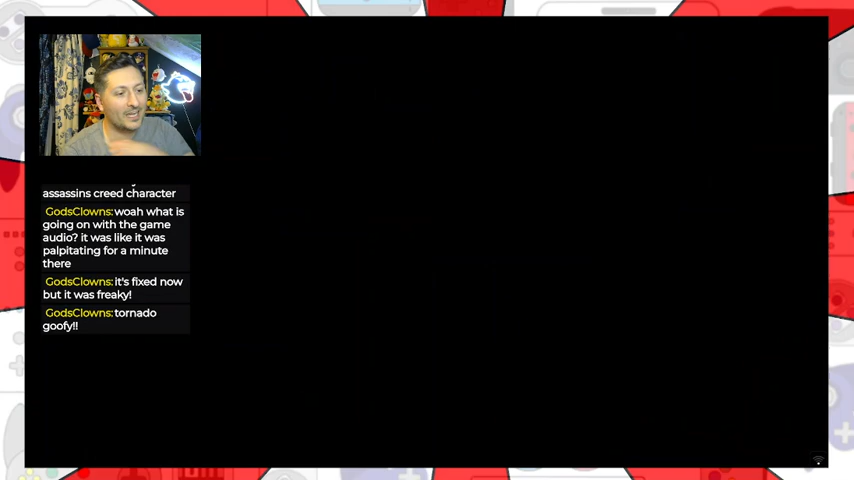 assassins creed character
GodsClowns: woah what is
going on with the game
audio? it was like it was
palpitating for a minute
there
GodsClowns: it's fixed now
but it was freaky!
GodsClowns: tornado
goofy!!